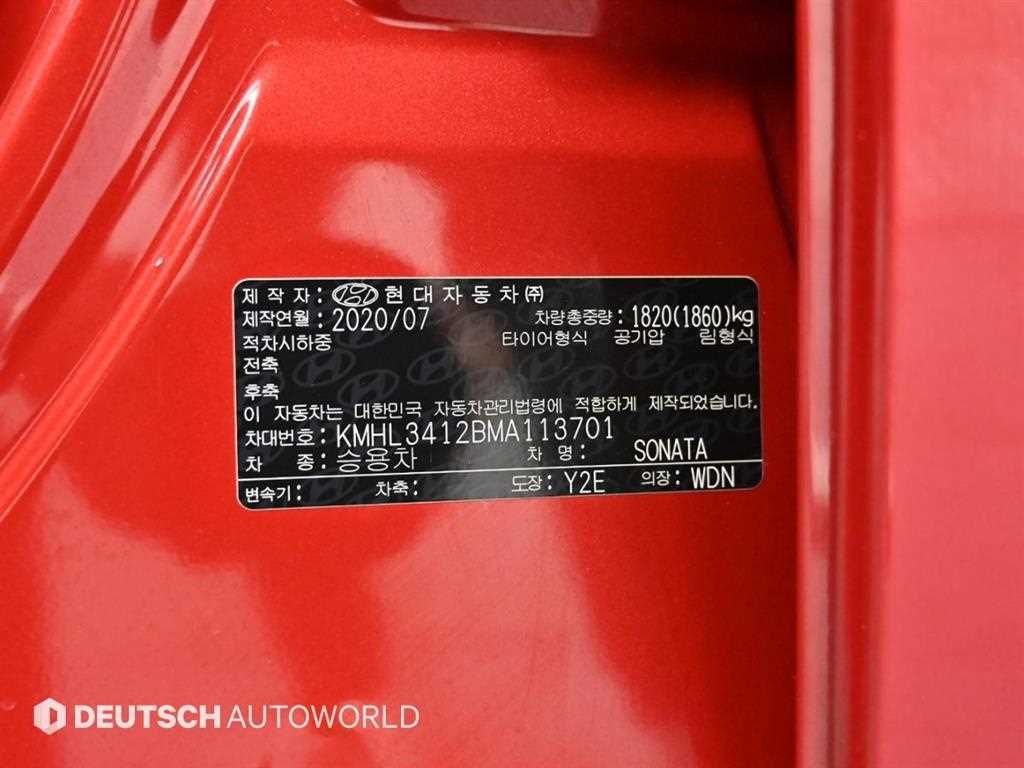 제 작 자: 현대자동차(주)
제작연월: 2020/07 차량총중량: 1820(1860)kg
적차시하중 타이어형식 공기압 림형식
전축
후축
이 자동차는 대한민국 자동차관리법령에 적합하게 제작되었습니다.
차대번호: KMHL3412BMA113701
차 종: 승용차 차 명: SONATA
변속기: 차축: 도장: Y2E 의장: WDN
DEUTSCH AUTOWORLD